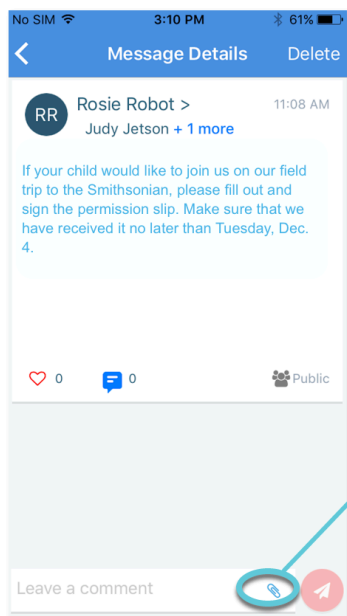 No SIM 3:10 PM 61%
Message Details Delete
RR Rosie Robot > 11:08 AM
Judy Jetson + 1 more
If your child would like to join us on our field
trip to the Smithsonian, please fill out and
sign the permission slip. Make sure that we
have received it no later than Tuesday, Dec.
4.
0 0 Public
Leave a comment